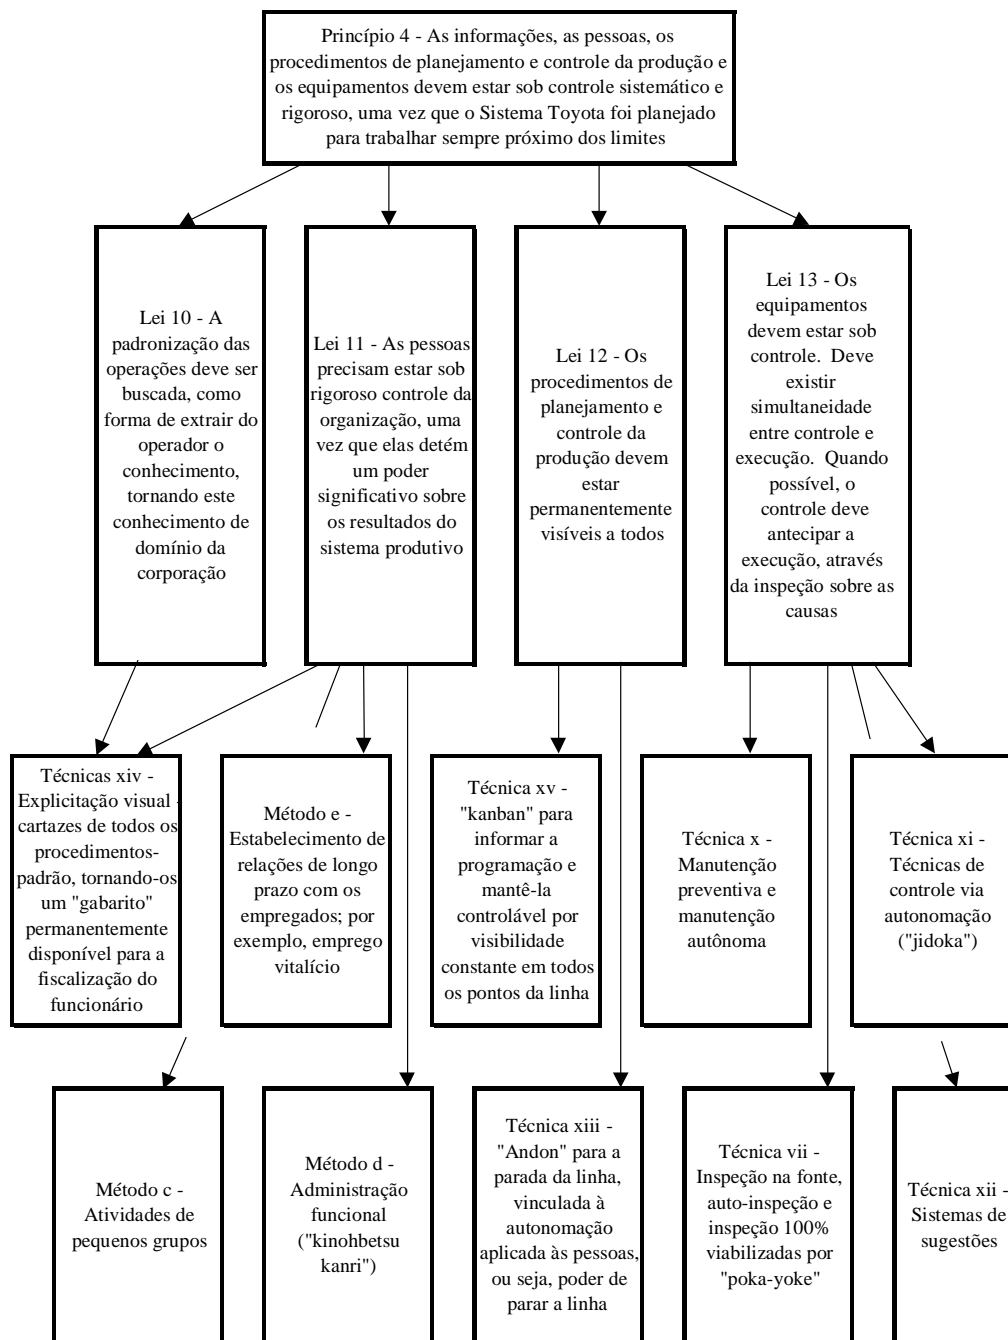 Princípio 4 - As informações, as pessoas, os
procedimentos de planejamento e controle da produção e
os equipamentos devem estar sob controle sistemático e
rigoroso, uma vez que o Sistema Toyota foi planejado
para trabalhar sempre próximo dos limites
Lei 10 - A
padronização das
operações deve ser
buscada, como
forma de extrair do
operador o
conhecimento,
tornando este
conhecimento de
domínio da
corporação
Lei 11 - As pessoas
precisam estar sob
rigoroso controle da
organização, uma
vez que elas detém
um poder
significativo sobre
os resultados do
sistema produtivo
Lei 12 - Os
procedimentos de
planejamento e
controle da
produção devem
estar
permanentemente
visíveis a todos
Lei 13 - Os
equipamentos
devem estar sob
controle. Deve
existir
simultaneidade
entre controle e
execução. Quando
possível, o
controle deve
antecipar a
execução, através
da inspeção sobre as
causas
Técnicas xiv -
Explicitação visual -
cartazes de todos os
procedimentos-
padrão, tornando-os
um "gabarito"
permanentemente
disponível para a
fiscalização do
funcionário
Método e -
Estabelecimento de
relações de longo
prazo com os
empregados; por
exemplo, emprego
vitalício
Técnica xv -
"kanban" para
informar a
programação e
mantê-la
controlável por
visibilidade
constante em todos
os pontos da linha
Técnica x -
Manutenção
preventiva e
manutenção
autônoma
Técnica xi -
Técnicas de
controle via
autonomação
("jidoka")
Método c -
Atividades de
pequenos grupos
Método d -
Administração
funcional
("kinohbetsu
kanri")
Técnica xiii -
"Andon" para a
parada da linha,
vinculada à
autonomação
aplicada às pessoas,
ou seja, poder de
parar a linha
Técnica vii -
Inspeção na fonte,
auto-inspeção e
inspeção 100%
viabilizadas por
"poka-yoke"
Técnica xii -
Sistemas de
sugestões